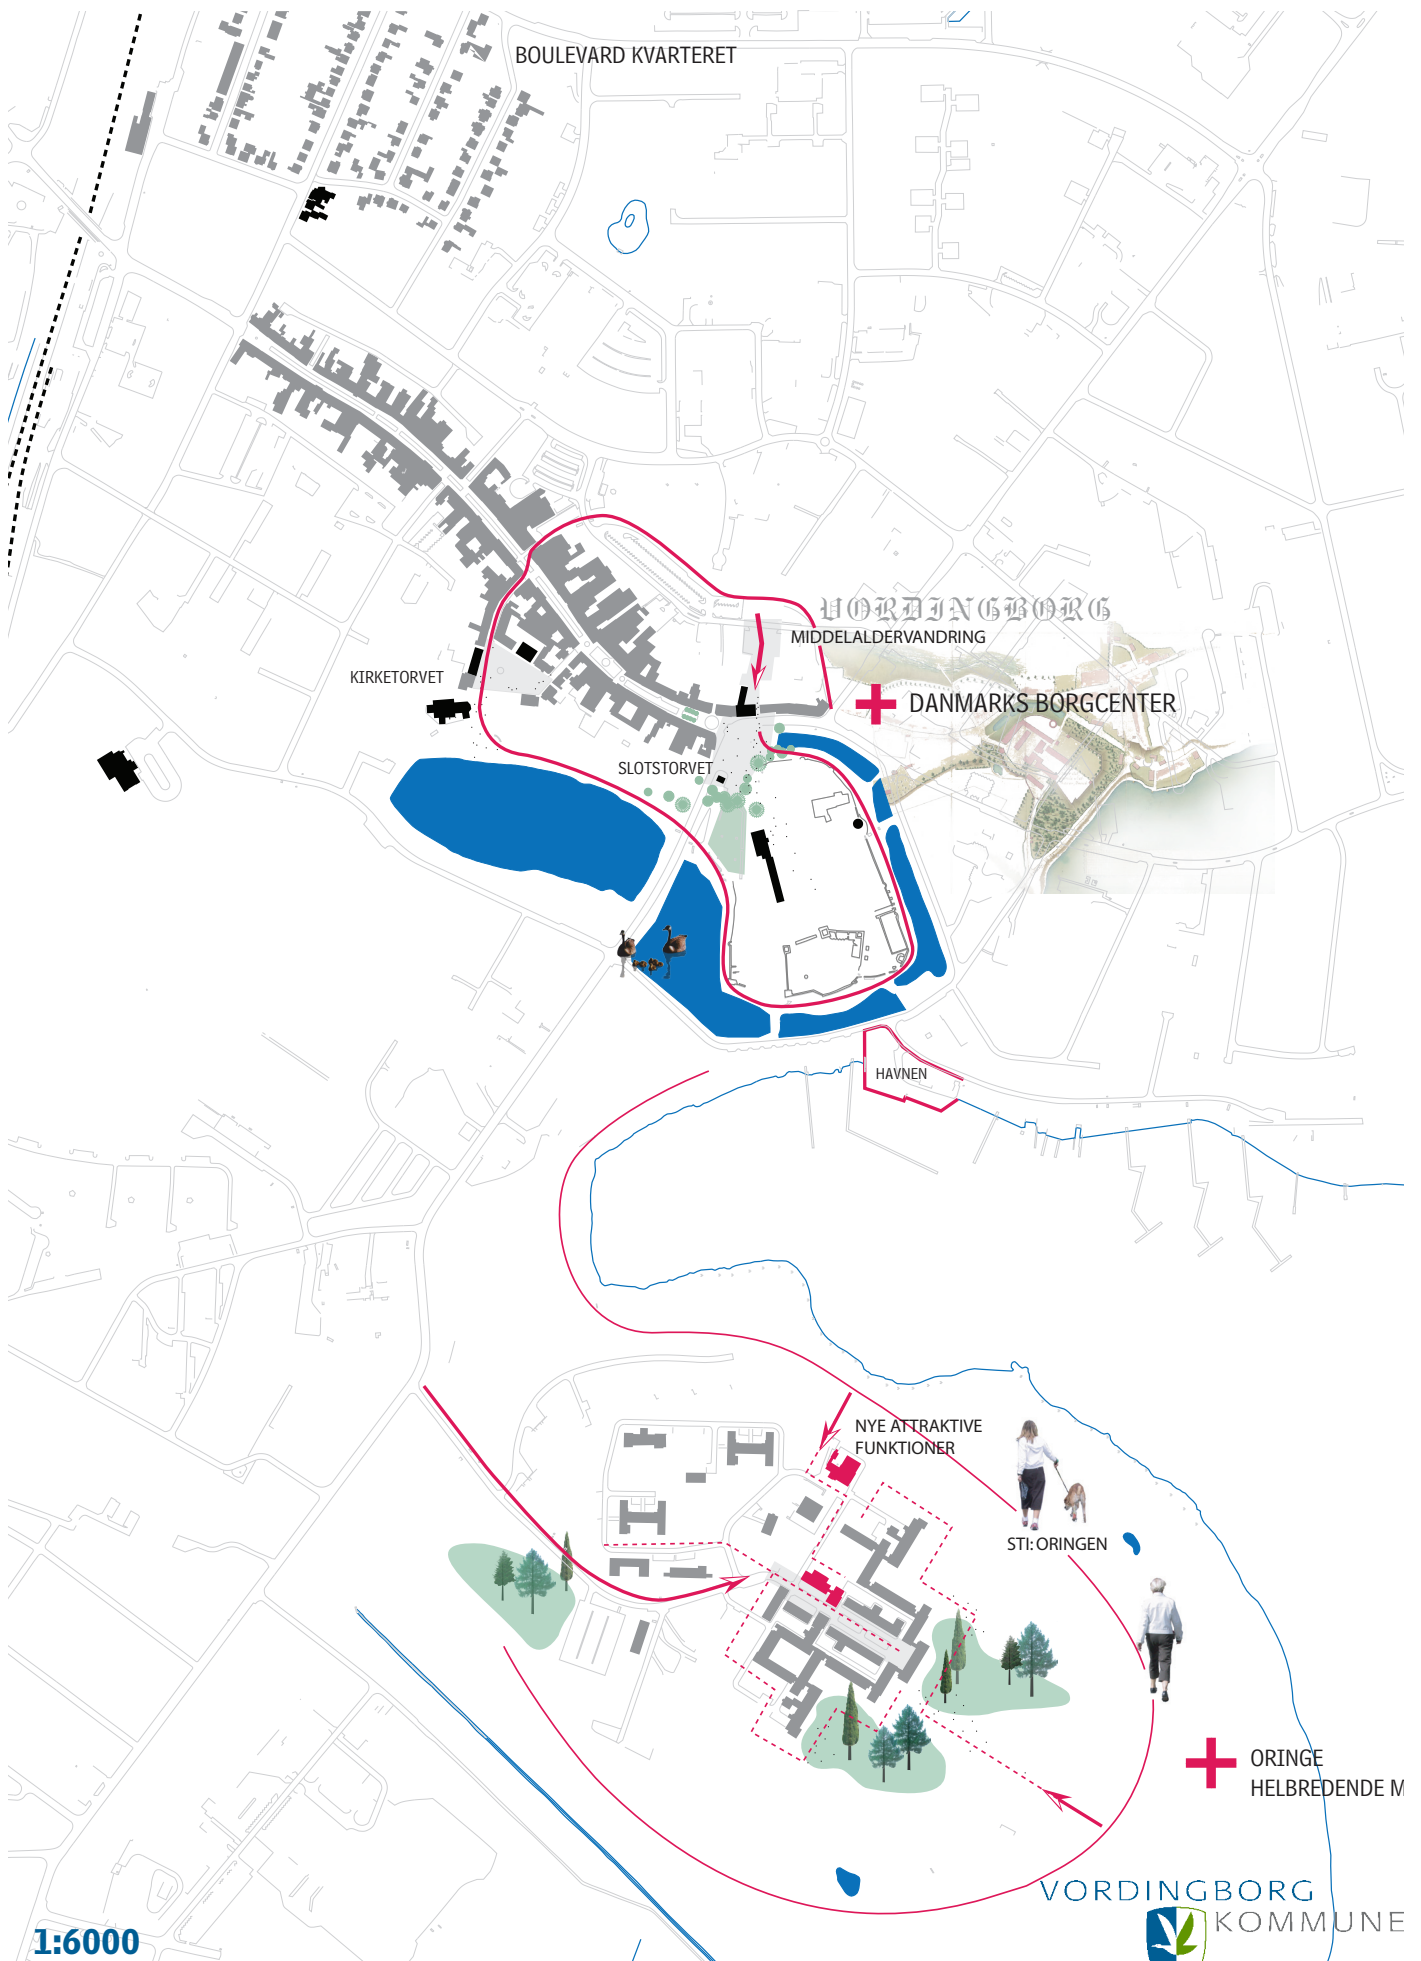 BOULEVARD KVARTERET
VORDINGBORG
MIDDELALDERVANDRING
KIRKETORVET
DANMARKS BORGCENTER
SLOTSTORVET
HAVNEN
NYE ATTRAKTIVE
FUNKTIONER
STI: ORINGEN
ORINGE
HELBREDENDE M
VORDINGBORG
KOMMUNE
1:6000